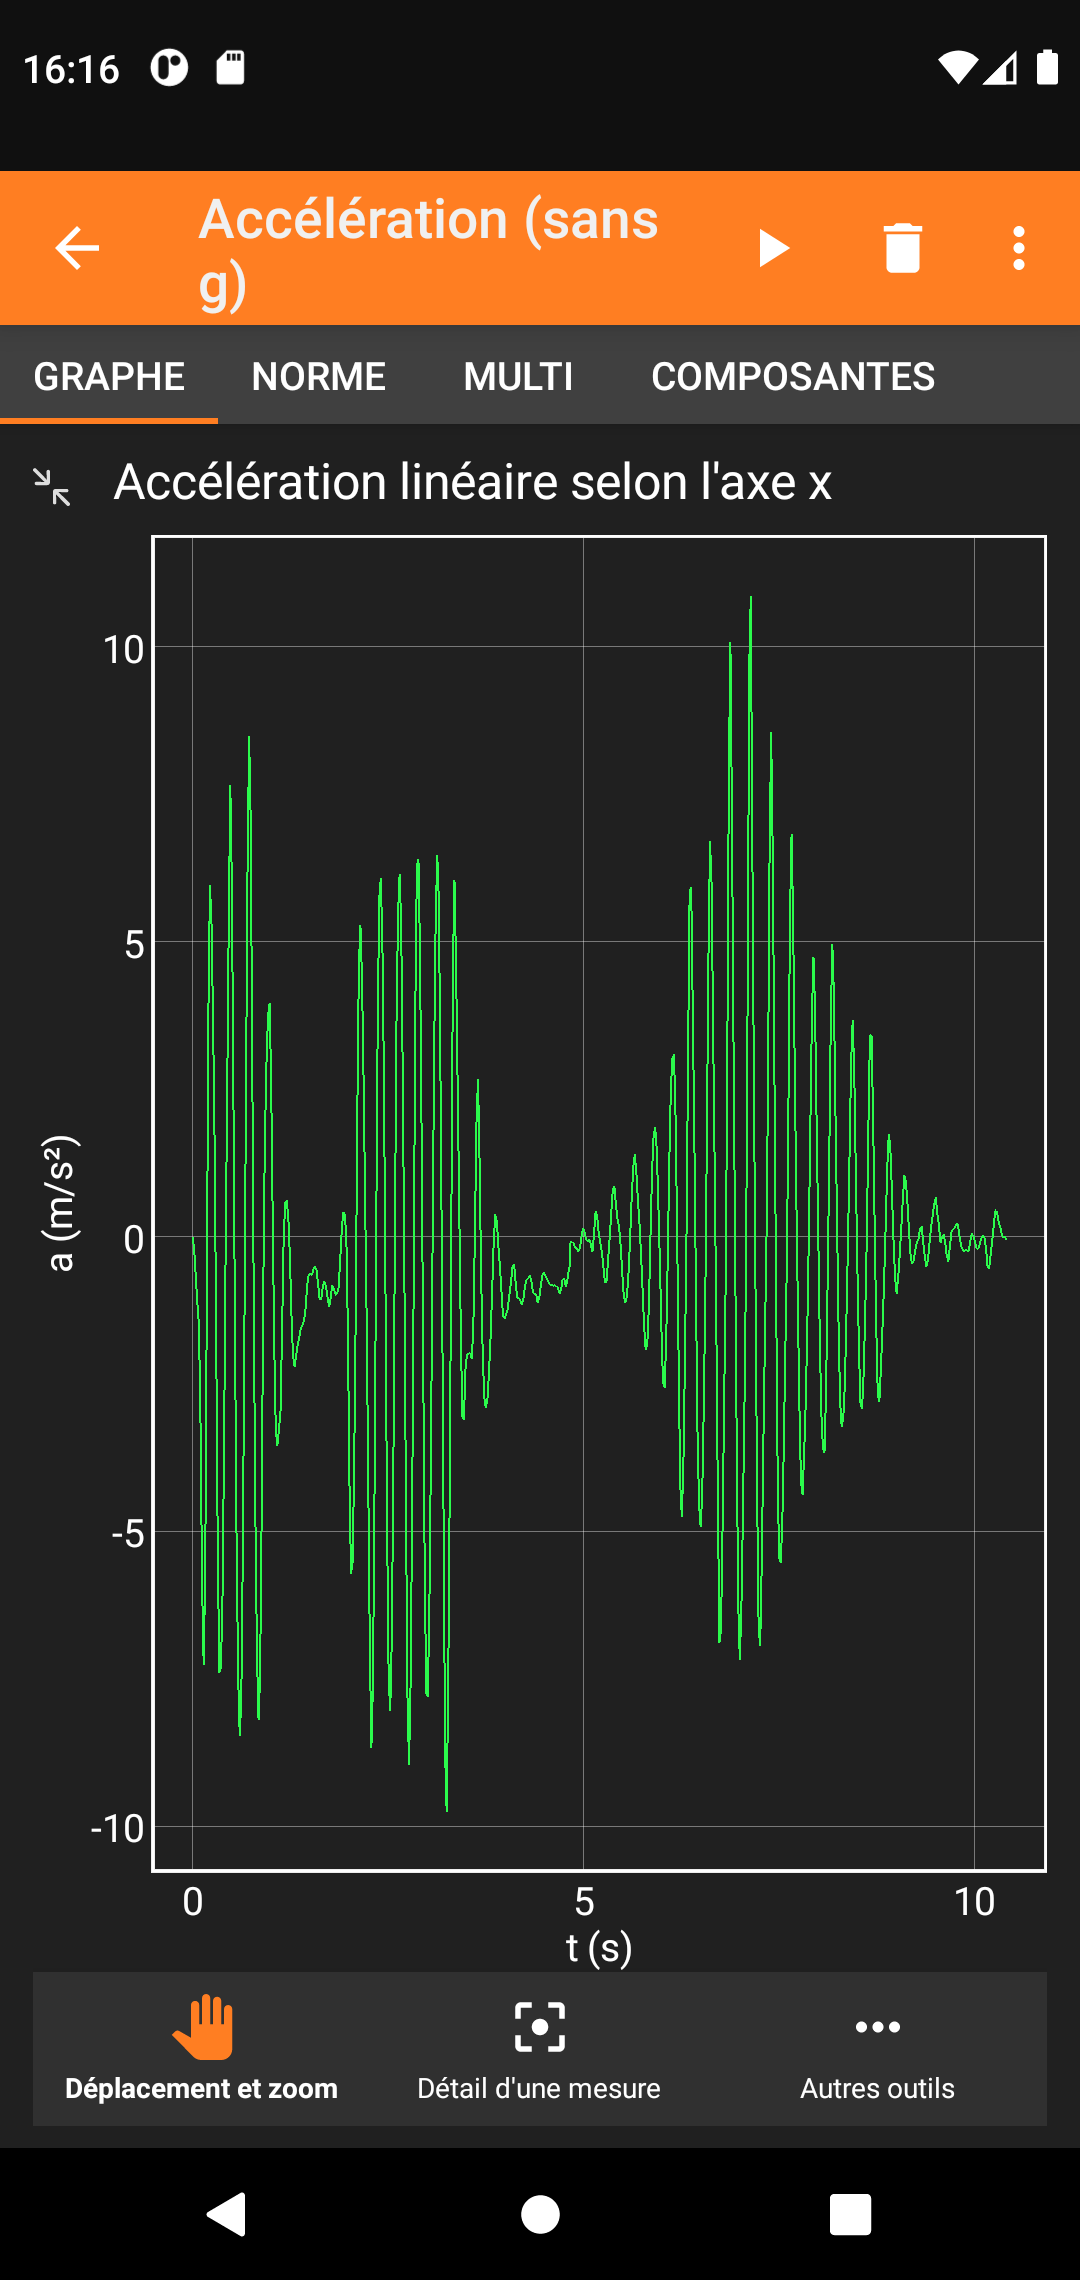 16:16
Accélération (sans
g)
GRAPHE NORME MULTI COMPOSANTES
Accélération linéaire selon l'axe x
10
5
0
-5
-10
a (m/s²)
0 5 10
t (s)
Déplacement et zoom Détail d'une mesure Autres outils